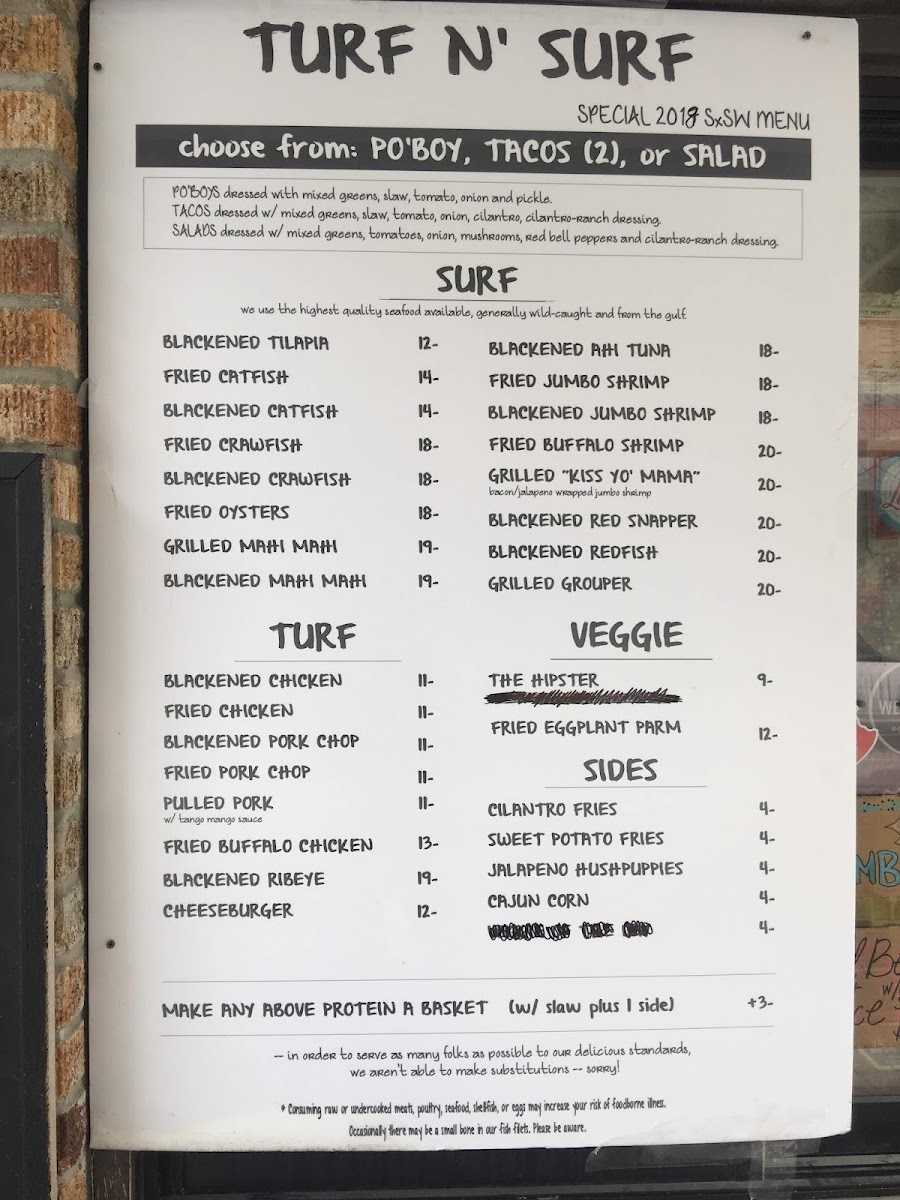 TURF N' SURF
SPECIAL 2018 SxSW MENU
choose from: PO'BOY, TACOS (2), or SALAD
PO'BOYS dressed with mixed greens, slaw, tomato, onion and pickle.
TACOS dressed w/ mixed greens, slaw, tomato, onion, cilantro, cilantro-ranch dressing.
SALADS dressed w/ mixed greens, tomatoes, onion, mushrooms, red bell peppers and cilantro-ranch dressing.
SURF
we use the highest quality seafood available, generally wild-caught and from the gulf.
BLACKENED TILAPIA 12-
FRIED CATFISH 14-
BLACKENED CATFISH 14-
FRIED CRAWFISH 18-
BLACKENED CRAWFISH 18-
FRIED OYSTERS 18-
GRILLED MAHI MAHI 19-
BLACKENED MAHI MAHI 19-
BLACKENED AHI TUNA 18-
FRIED JUMBO SHRIMP 18-
BLACKENED JUMBO SHRIMP 18-
FRIED BUFFALO SHRIMP 20-
GRILLED "KISS YO' MAMA" 20-
bacon/jalapeno wrapped jumbo shrimp
BLACKENED RED SNAPPER 20-
BLACKENED REDFISH 20-
GRILLED GROUPER 20-
TURF
BLACKENED CHICKEN 11-
FRIED CHICKEN 11-
BLACKENED PORK CHOP 11-
FRIED PORK CHOP 11-
PULLED PORK 11-
w/ tango mango sauce
FRIED BUFFALO CHICKEN 13-
BLACKENED RIBEYE 19-
CHEESEBURGER 12-
VEGGIE
THE HIPSTER 9-
FRIED EGGPLANT PARM 12-
SIDES
CILANTRO FRIES 4-
SWEET POTATO FRIES 4-
JALAPENO HUSHPUPPIES 4-
CAJUN CORN 4-
4-
MAKE ANY ABOVE PROTEIN A BASKET (w/ slaw plus 1 side) +3-
-- in order to serve as many folks as possible to our delicious standards,
we aren't able to make substitutions -- sorry!
* Consuming raw or undercooked meats, poultry, seafood, shellfish, or eggs may increase your risk of foodborne illness.
Occasionally there may be a small bone in our fish filets. Please be aware.